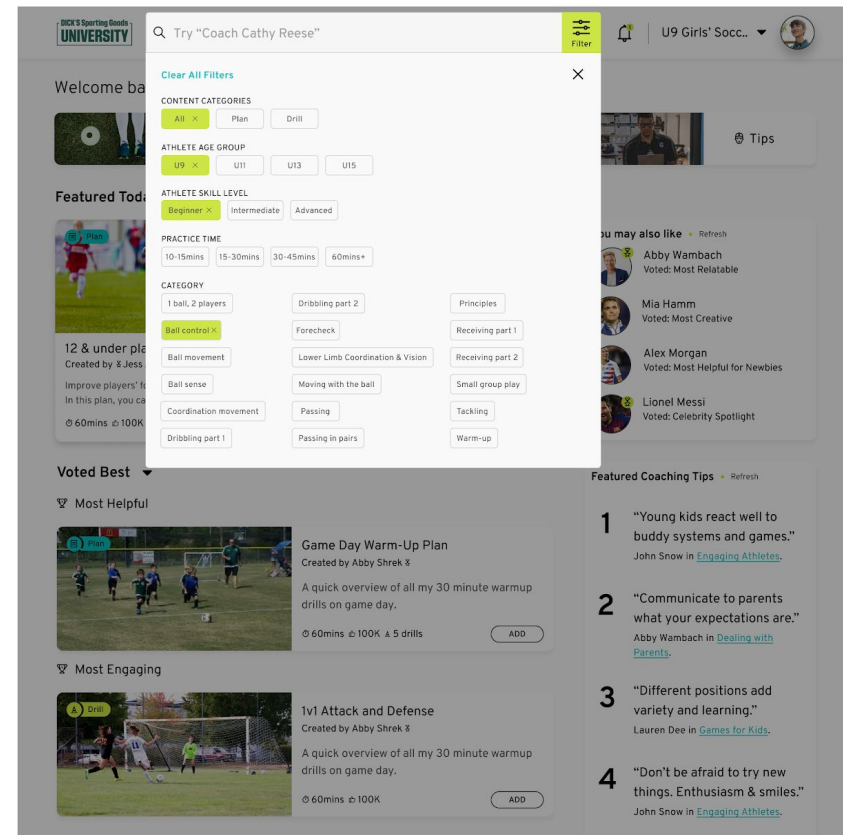 DICK'S Sporting Goods
UNIVERSITY
Try “Coach Cathy Reese”
Filter
U9 Girls' Socc..
Clear All Filters
CONTENT CATEGORIES
All × Plan Drill
ATHLETE AGE GROUP
U9 × U11 U13 U15
ATHLETE SKILL LEVEL
Beginner × Intermediate Advanced
PRACTICE TIME
10-15mins 15-30mins 30-45mins 60mins+
CATEGORY
1 ball, 2 players Dribbling part 2 Principles
Ball control × Forecheck Receiving part 1
Ball movement Lower Limb Coordination & Vision Receiving part 2
Ball sense Moving with the ball Small group play
Coordination movement Passing Tackling
Dribbling part 1 Passing in pairs Warm-up
Welcome ba
Tips
Featured Toda
Plan
12 & under pla
Created by Jess
Improve players' fo
In this plan, you ca
60mins 100K
ou may also like • Refresh
Abby Wambach
Voted: Most Relatable
Mia Hamm
Voted: Most Creative
Alex Morgan
Voted: Most Helpful for Newbies
Lionel Messi
Voted: Celebrity Spotlight
Voted Best
Most Helpful
Plan
Game Day Warm-Up Plan
Created by Abby Shrek
A quick overview of all my 30 minute warmup
drills on game day.
60mins 100K 5 drills ADD
Most Engaging
Drill
1v1 Attack and Defense
Created by Abby Shrek
A quick overview of all my 30 minute warmup
drills on game day.
60mins 100K ADD
Featured Coaching Tips • Refresh
1 “Young kids react well to
buddy systems and games.”
John Snow in Engaging Athletes.
2 “Communicate to parents
what your expectations are.”
Abby Wambach in Dealing with
Parents.
3 “Different positions add
variety and learning.”
Lauren Dee in Games for Kids.
4 “Don't be afraid to try new
things. Enthusiasm & smiles.”
John Snow in Engaging Athletes.